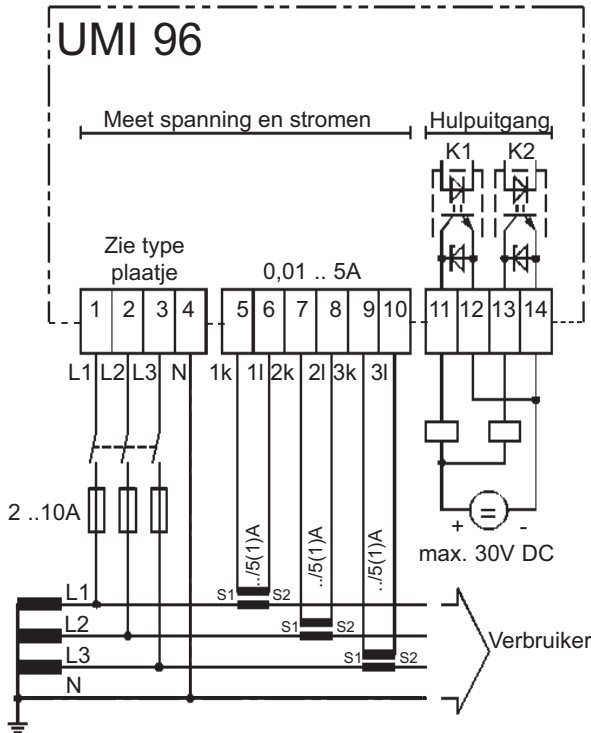 UMI 96
Meet spanning en stromen
Hulpuitgang
K1 K2
Zie type
plaatje
0,01 .. 5A
1 2 3 4 5 6 7 8 9 10 11 12 13 14
L1 L2 L3 N 1k 1l 2k 2l 3k 3l
2 ..10A
../5(1)A
../5(1)A
../5(1)A
+ = -
max. 30V DC
L1
S1 S2
L2
S1 S2
L3
S1 S2
N
Verbruiker